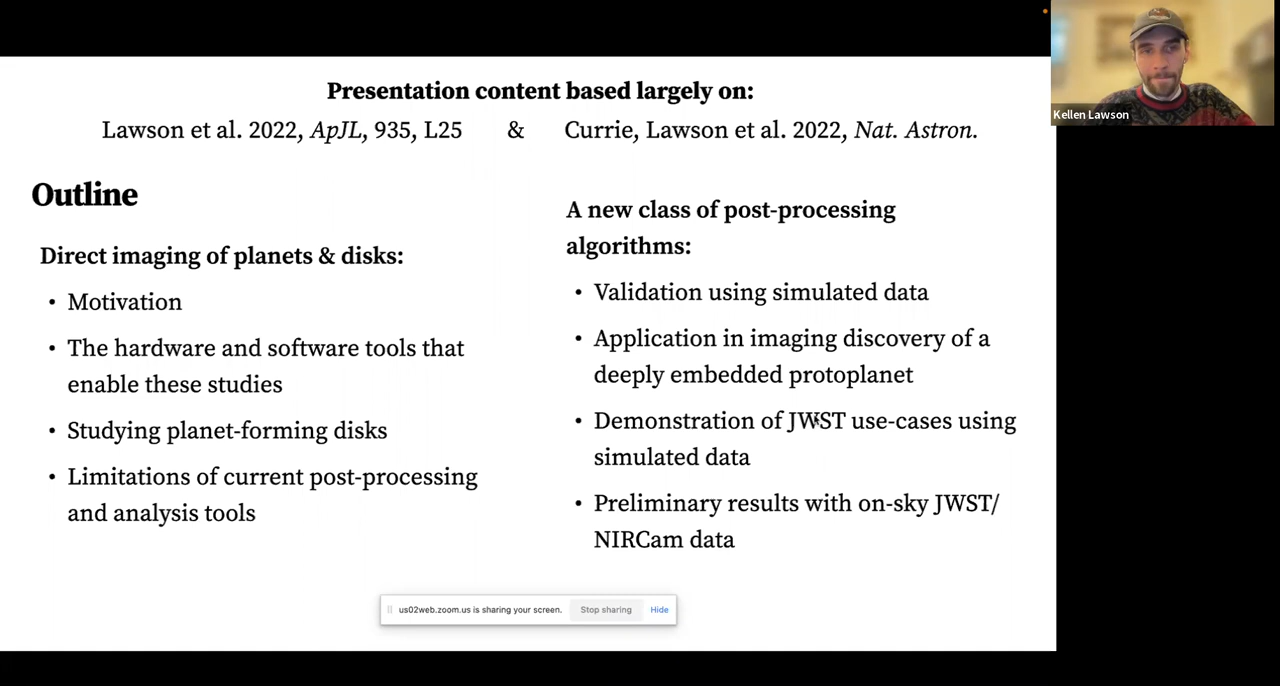 Presentation content based largely on:
Lawson et al. 2022, ApJL, 935, L25 & Currie, Lawson et al. 2022, Nat. Astron.
Outline
Direct imaging of planets & disks:
• Motivation
• The hardware and software tools that
enable these studies
• Studying planet-forming disks
• Limitations of current post-processing
and analysis tools
A new class of post-processing
algorithms:
• Validation using simulated data
• Application in imaging discovery of a
deeply embedded protoplanet
• Demonstration of JWST use-cases using
simulated data
• Preliminary results with on-sky JWST/
NIRCam data
us02web.zoom.us is sharing your screen. Stop sharing Hide
Kellen Lawson